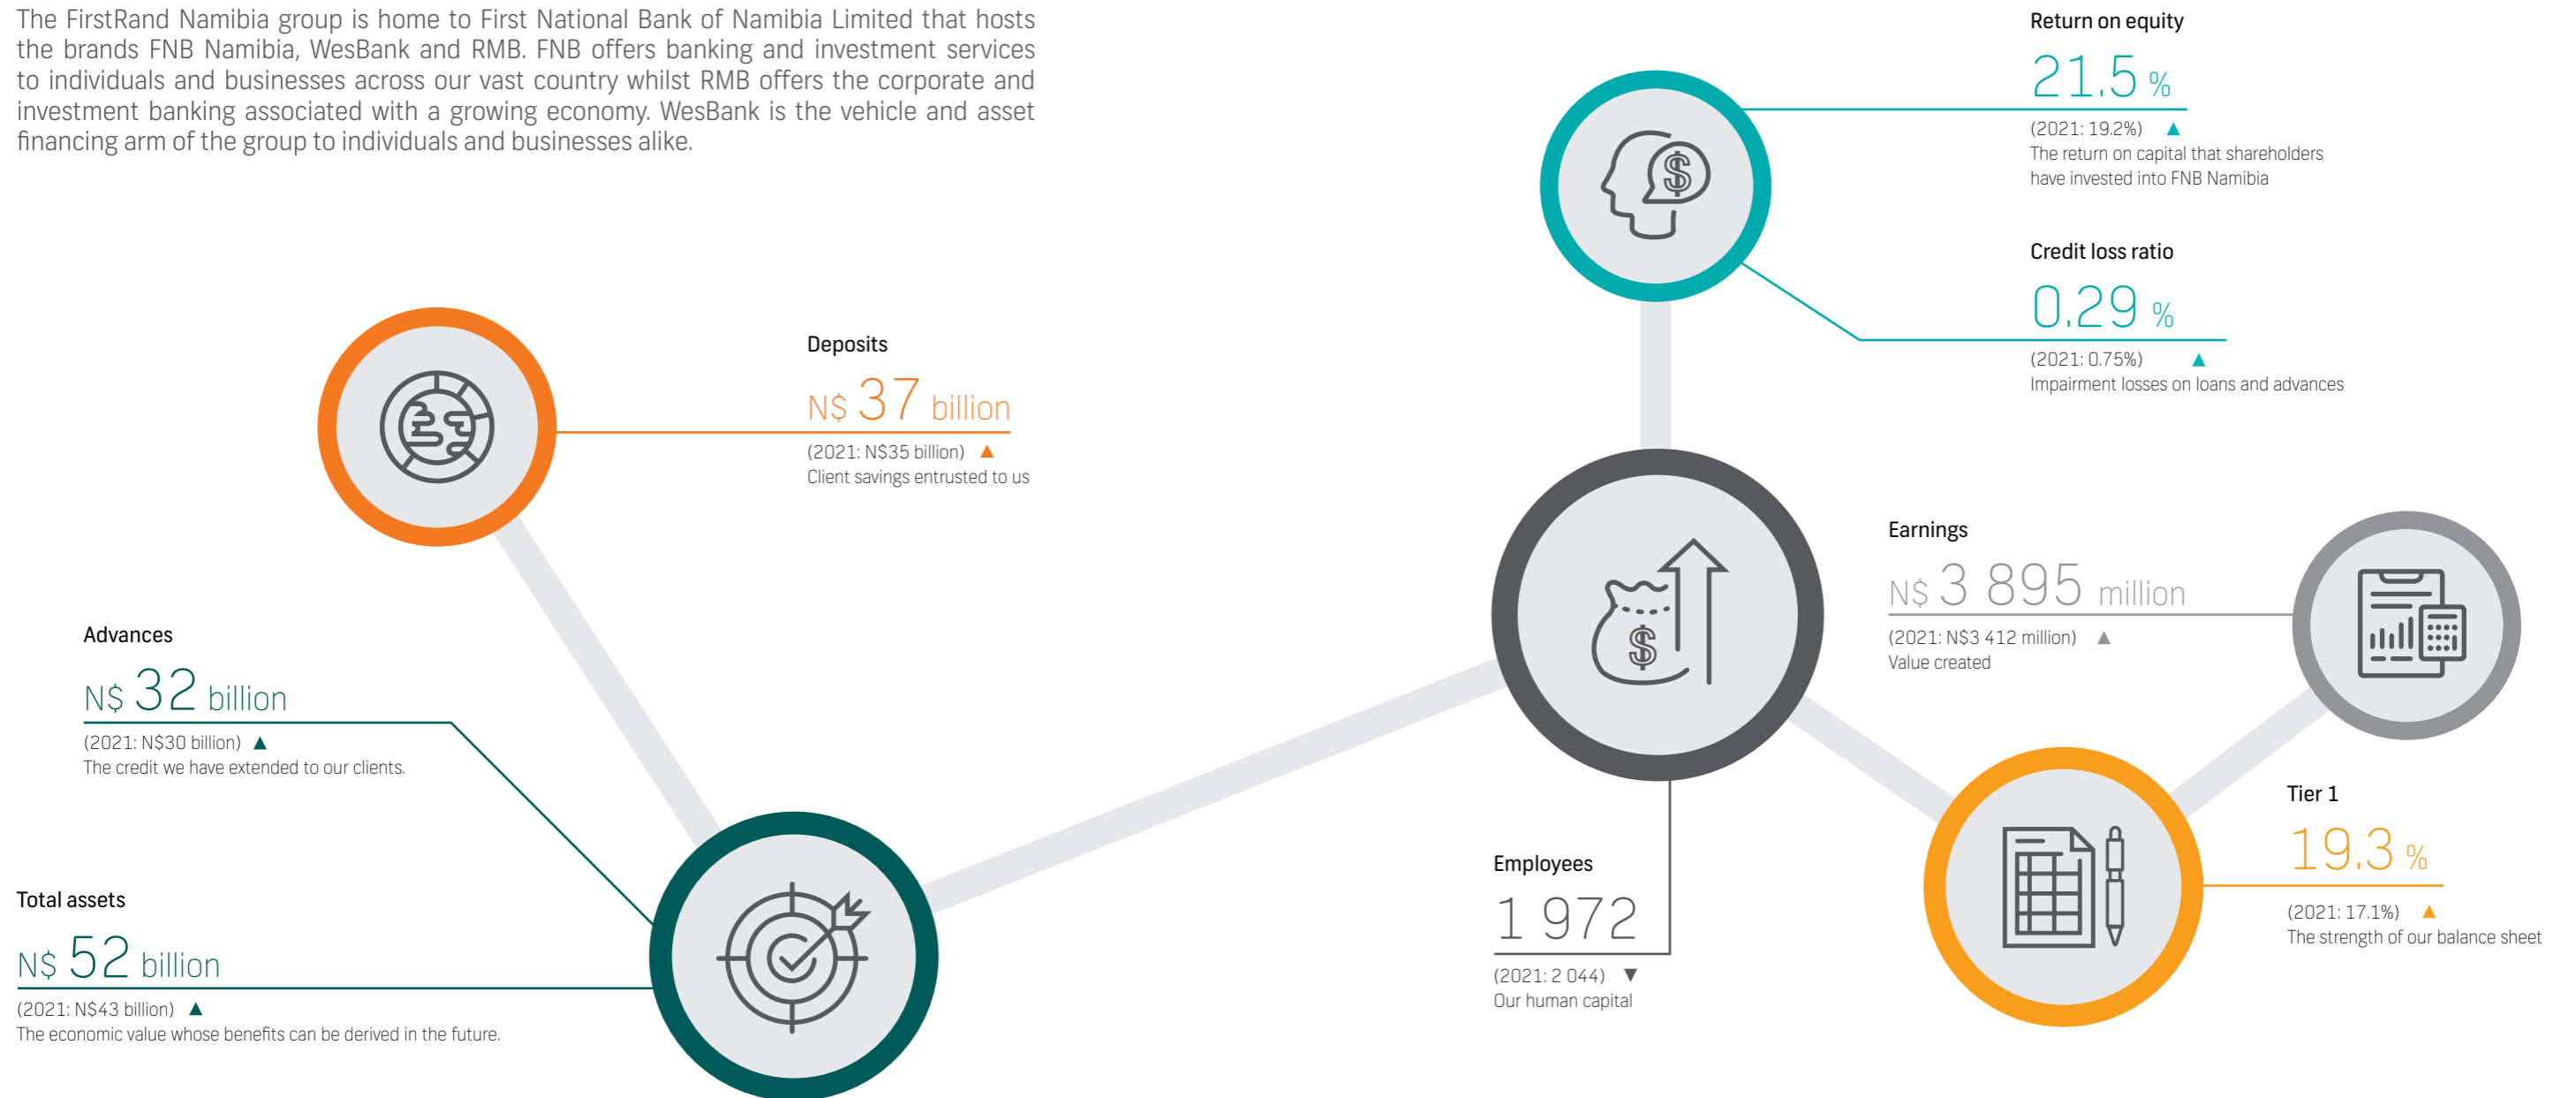 The FirstRand Namibia group is home to First National Bank of Namibia Limited that hosts
the brands FNB Namibia, WesBank and RMB. FNB offers banking and investment services
to individuals and businesses across our vast country whilst RMB offers the corporate and
investment banking associated with a growing economy. WesBank is the vehicle and asset
financing arm of the group to individuals and businesses alike.
Deposits
N$ 37 billion
(2021: N$35 billion) ▲
Client savings entrusted to us
Advances
N$ 32 billion
(2021: N$30 billion) ▲
The credit we have extended to our clients.
Total assets
N$ 52 billion
(2021: N$43 billion) ▲
The economic value whose benefits can be derived in the future.
Return on equity
21.5 %
(2021: 19.2%) ▲
The return on capital that shareholders
have invested into FNB Namibia
Credit loss ratio
0.29 %
(2021: 0.75%) ▲
Impairment losses on loans and advances
Earnings
N$ 3 895 million
(2021: N$3 412 million) ▲
Value created
Employees
1 972
(2021: 2 044) ▼
Our human capital
Tier 1
19.3 %
(2021: 17.1%) ▲
The strength of our balance sheet
$
$